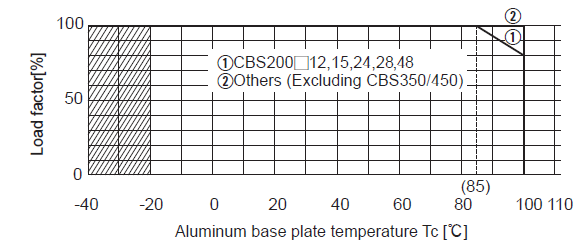 ②
100
①
①CBS200□12,15,24,28,48
②Others (Excluding CBS350/450)
Load factor[%]
50
0
(85)
-40 -20 0 20 40 60 80 100 110
Aluminum base plate temperature Tc [℃]